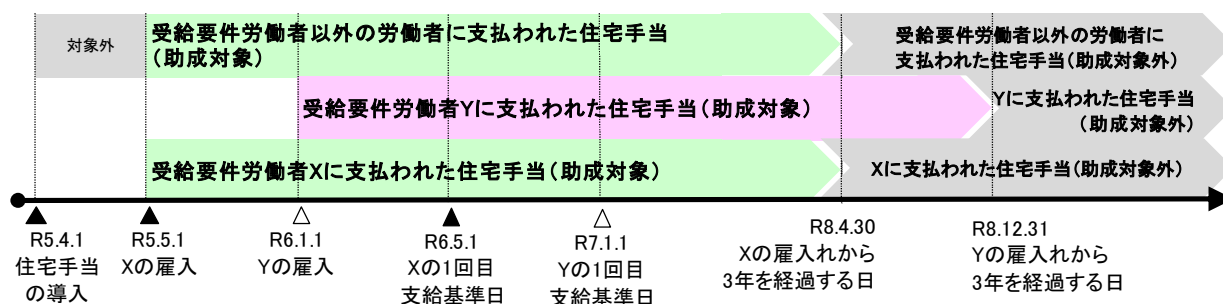 対象外
受給要件労働者以外の労働者に支払われた住宅手当
(助成対象)
受給要件労働者以外の労働者に
支払われた住宅手当(助成対象外)
受給要件労働者Yに支払われた住宅手当(助成対象)
Yに支払われた住宅手当
(助成対象外)
受給要件労働者Xに支払われた住宅手当(助成対象)
Xに支払われた住宅手当(助成対象外)
R5.4.1
住宅手当
の導入
R5.5.1
Xの雇入
R6.1.1
Yの雇入
R6.5.1
Xの1回目
支給基準日
R7.1.1
Yの1回目
支給基準日
R8.4.30
Xの雇入れから
3年を経過する日
R8.12.31
Yの雇入れから
3年を経過する日